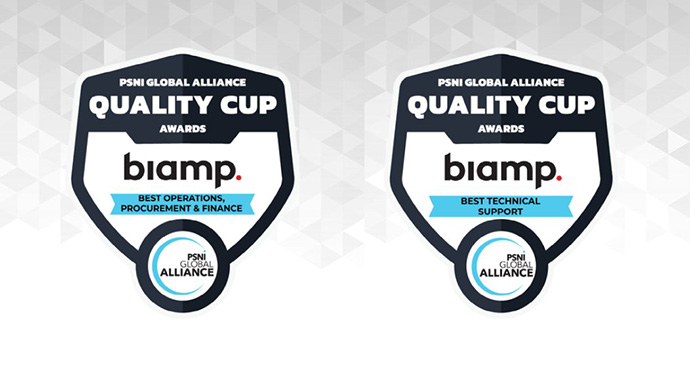 PSNI GLOBAL ALLIANCE
QUALITY CUP
AWARDS
biamp.
BEST OPERATIONS,
PROCUREMENT & FINANCE
PSNI
GLOBAL
ALLIANCE
PSNI GLOBAL ALLIANCE
QUALITY CUP
AWARDS
biamp.
BEST TECHNICAL
SUPPORT
PSNI
GLOBAL
ALLIANCE